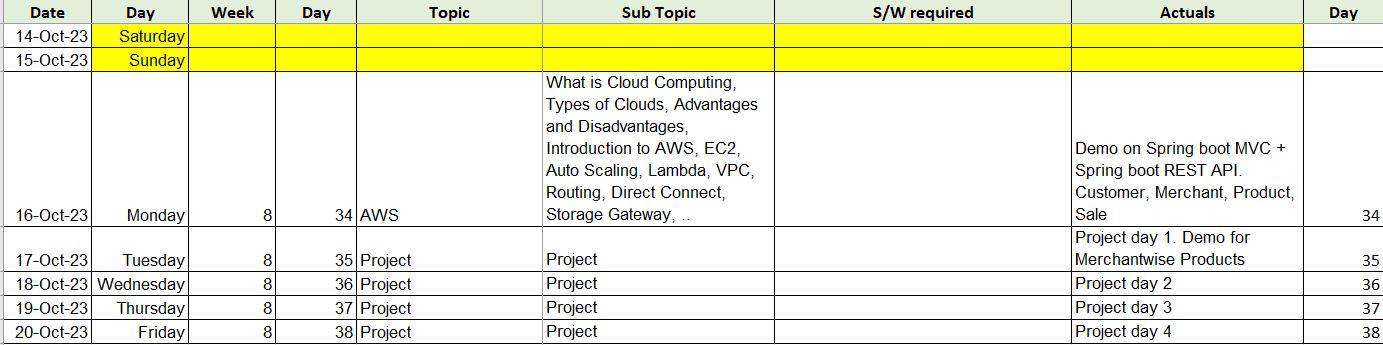 Date Day Week Day Topic Sub Topic S/W required Actuals Day
14-Oct-23 Saturday
15-Oct-23 Sunday
What is Cloud Computing,
Types of Clouds, Advantages
and Disadvantages,
Introduction to AWS, EC2,
Auto Scaling, Lambda, VPC,
Routing, Direct Connect,
Storage Gateway, ..
Demo on Spring boot MVC +
Spring boot REST API.
Customer, Merchant, Product,
Sale
16-Oct-23 Monday 8 34 AWS 34
Project day 1. Demo for
Merchantwise Products
17-Oct-23 Tuesday 8 35 Project Project 35
18-Oct-23 Wednesday 8 36 Project Project Project day 2 36
19-Oct-23 Thursday 8 37 Project Project Project day 3 37
20-Oct-23 Friday 8 38 Project Project Project day 4 38